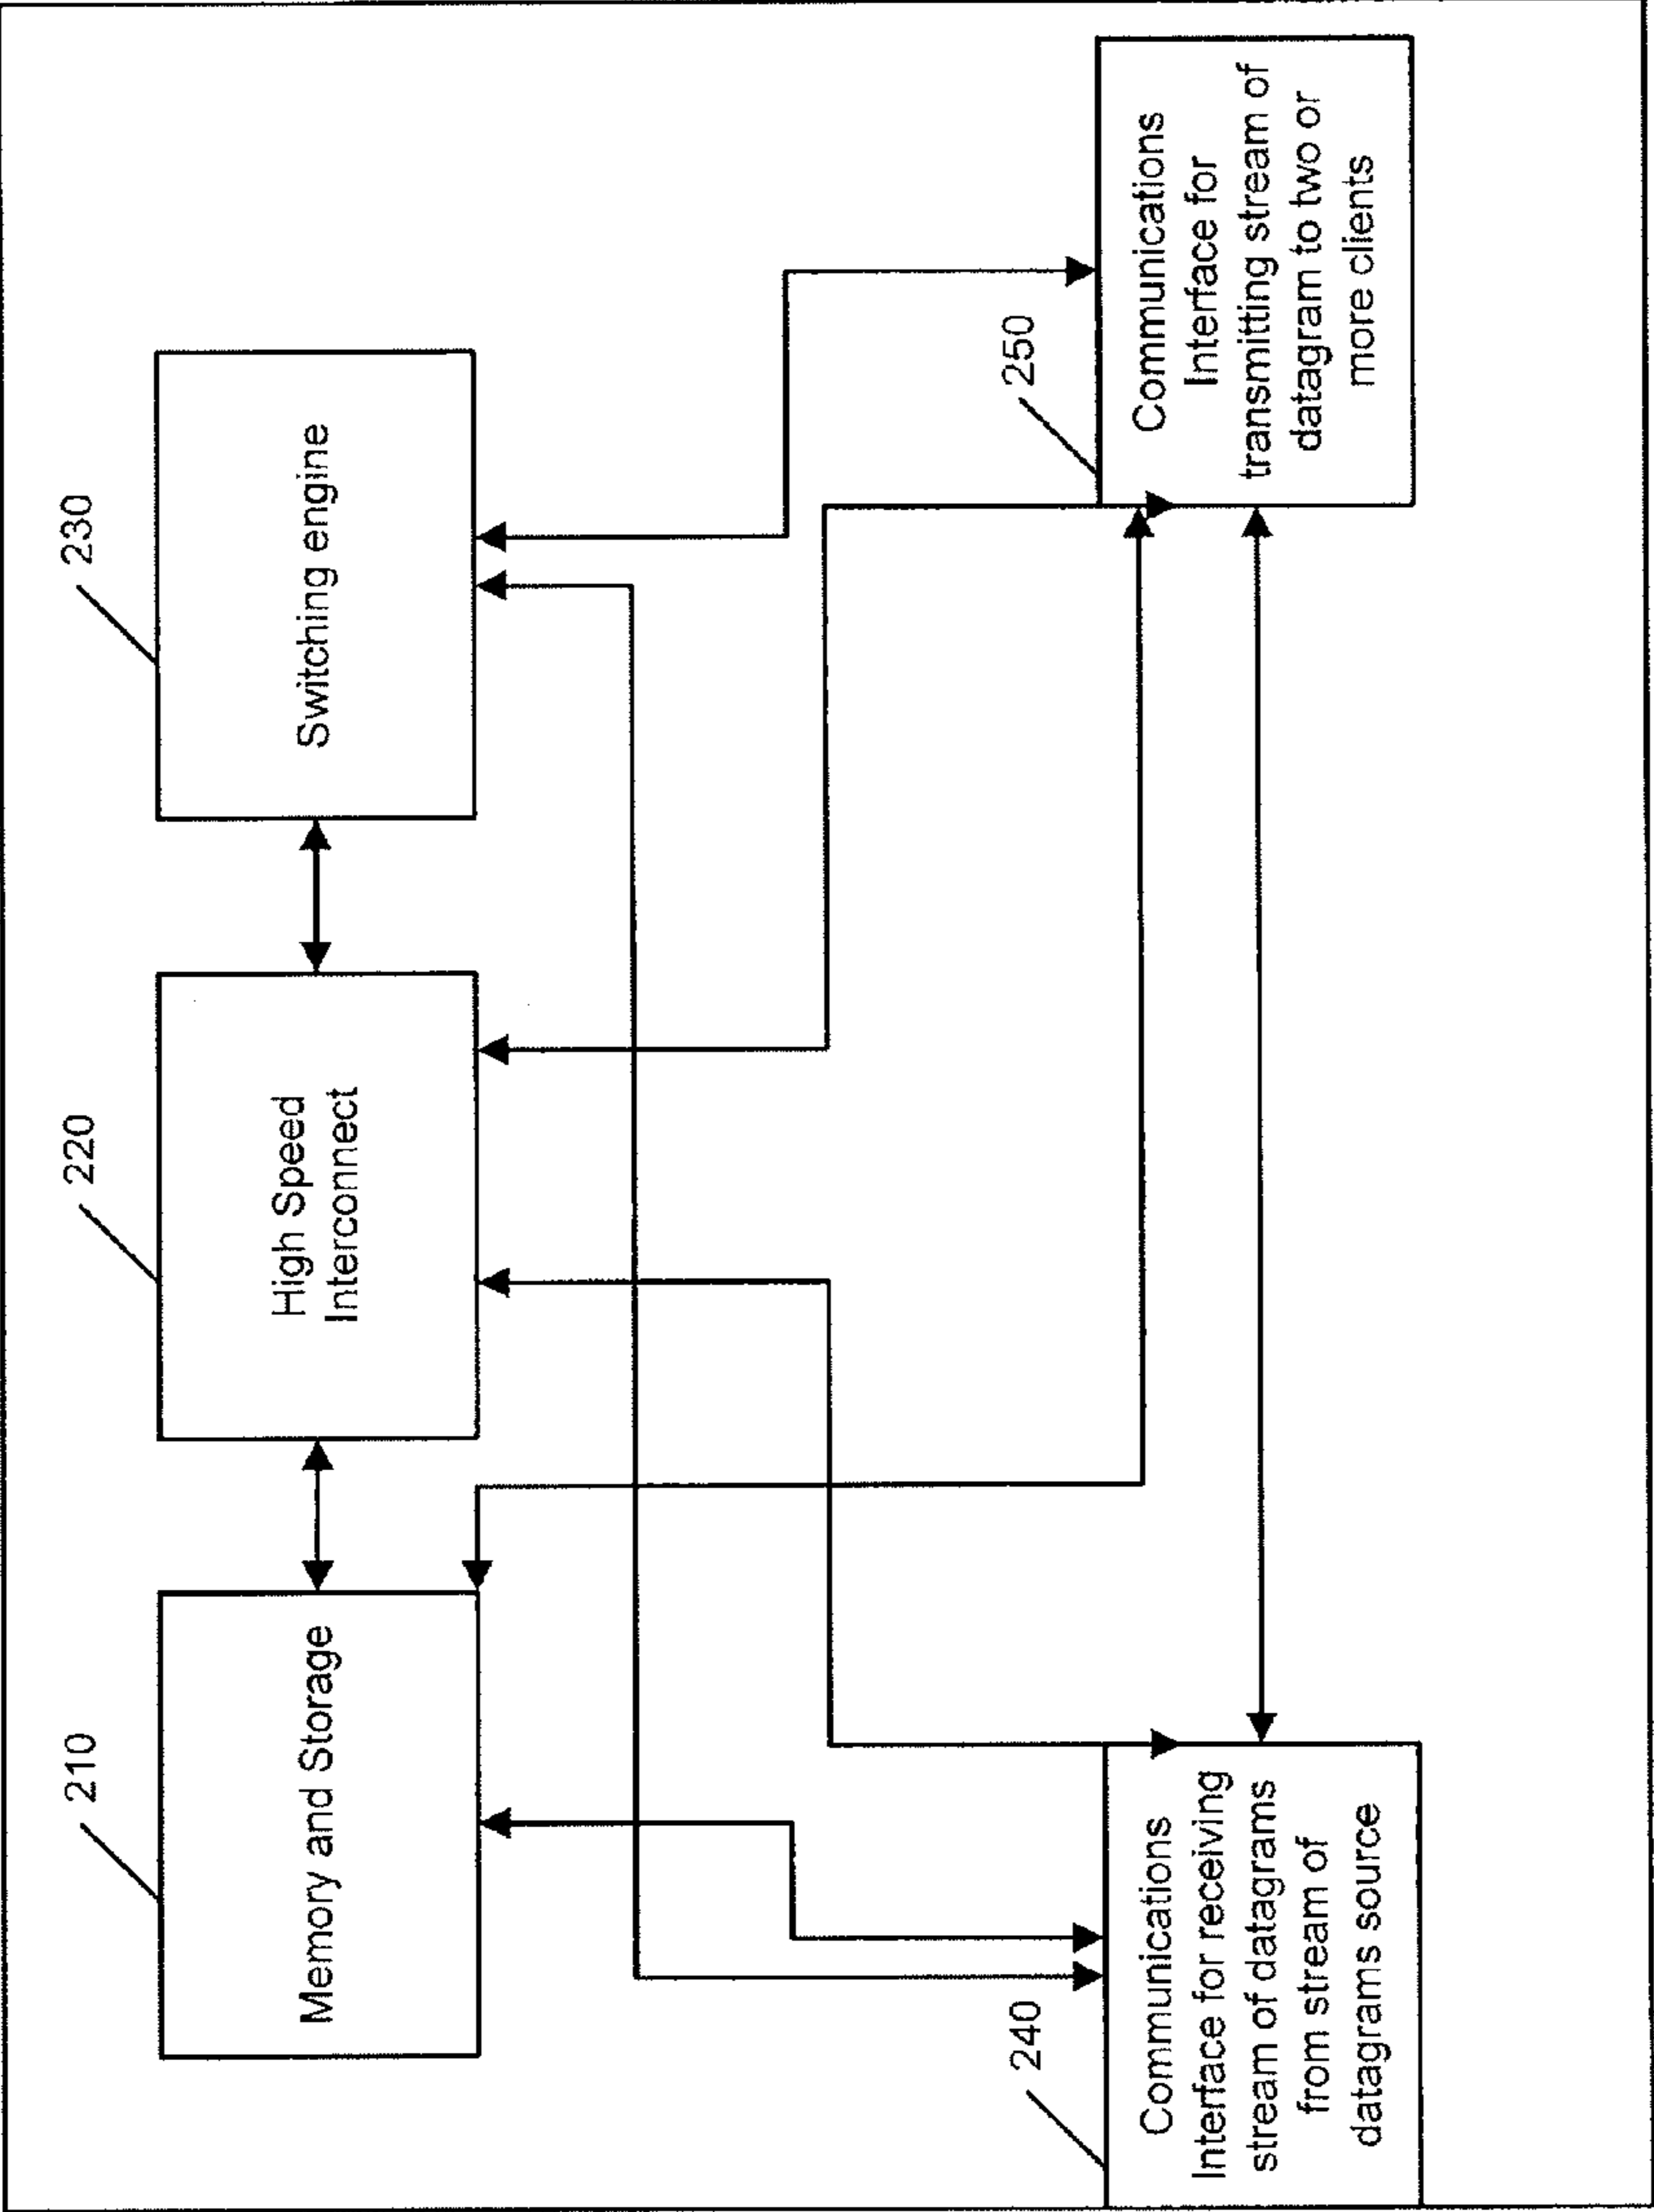 210
Memory and Storage
220
High Speed
Interconnect
230
Switching engine
240
Communications
Interface for receiving
stream of datagrams
from stream of
datagrams source
250
Communications
Interface for
transmitting stream of
datagram to two or
more clients